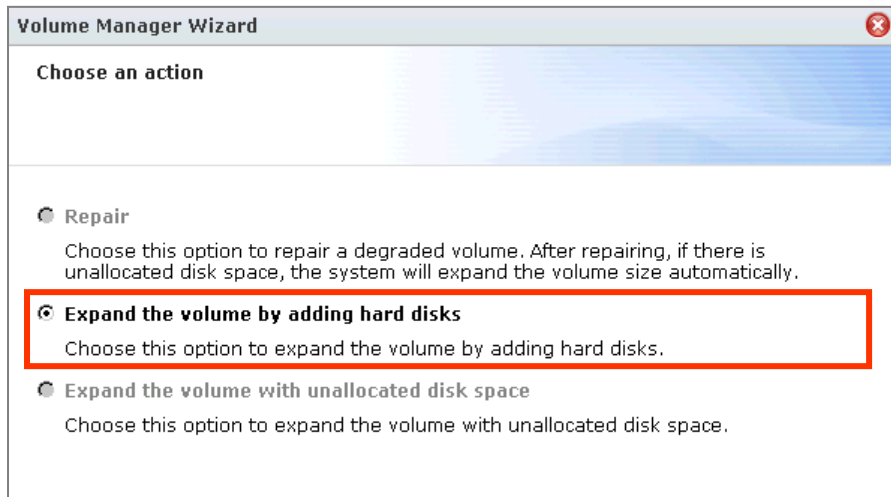 Volume Manager Wizard
Choose an action
Repair
Choose this option to repair a degraded volume. After repairing, if there is
unallocated disk space, the system will expand the volume size automatically.
Expand the volume by adding hard disks
Choose this option to expand the volume by adding hard disks.
Expand the volume with unallocated disk space
Choose this option to expand the volume with unallocated disk space.